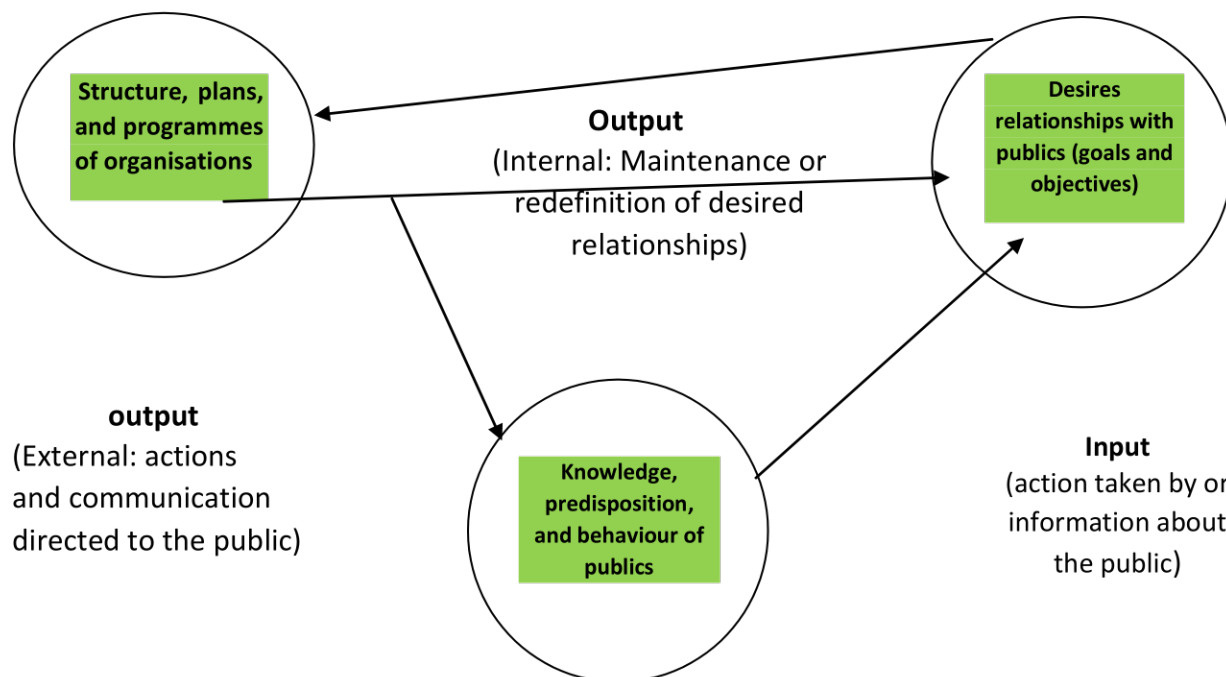 Structure, plans,
and programmes
of organisations
Output
(Internal: Maintenance or
redefinition of desired
relationships)
Desires
relationships with
publics (goals and
objectives)
output
(External: actions
and communication
directed to the public)
Knowledge,
predisposition,
and behaviour of
publics
Input
(action taken by or
information about
the public)